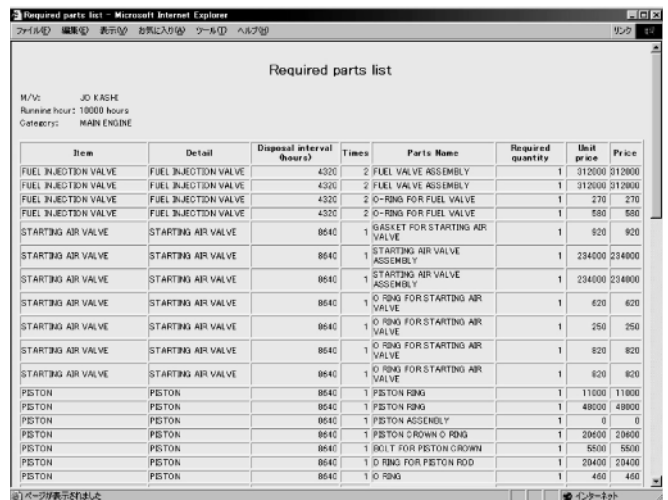 Required parts list - Microsoft Internet Explorer
ファイル(F) 編集(E) 表示(V) お気に入り(A) ツール(T) ヘルプ(H) リンク
Required parts list
M/V: JO KASHI
Running hour: 10000 hours
Category: MAIN ENGINE
Item Detail Disposal interval (hours) Times Parts Name Required quantity Unit price Price
FUEL INJECTION VALVE FUEL INJECTION VALVE 4320 2 FUEL VALVE ASSEMBLY 1 312000 312000
FUEL INJECTION VALVE FUEL INJECTION VALVE 4320 2 FUEL VALVE ASSEMBLY 1 312000 312000
FUEL INJECTION VALVE FUEL INJECTION VALVE 4320 2 O-RING FOR FUEL VALVE 1 270 270
FUEL INJECTION VALVE FUEL INJECTION VALVE 4320 2 O-RING FOR FUEL VALVE 1 580 580
STARTING AIR VALVE STARTING AIR VALVE 8640 1 GASKET FOR STARTING AIR VALVE 1 920 920
STARTING AIR VALVE STARTING AIR VALVE 8640 1 STARTING AIR VALVE ASSEMBLY 1 234000 234000
STARTING AIR VALVE STARTING AIR VALVE 8640 1 STARTING AIR VALVE ASSEMBLY 1 234000 234000
STARTING AIR VALVE STARTING AIR VALVE 8640 1 O RING FOR STARTING AIR VALVE 1 620 620
STARTING AIR VALVE STARTING AIR VALVE 8640 1 O RING FOR STARTING AIR VALVE 1 250 250
STARTING AIR VALVE STARTING AIR VALVE 8640 1 O RING FOR STARTING AIR VALVE 1 820 820
STARTING AIR VALVE STARTING AIR VALVE 8640 1 O RING FOR STARTING AIR VALVE 1 820 820
PISTON PISTON 8640 1 PISTON RING 1 11000 11000
PISTON PISTON 8640 1 PISTON RING 1 48000 48000
PISTON PISTON 8640 1 PISTON ASSENBLY 1 0 0
PISTON PISTON 8640 1 PISTON CROWN O RING 1 20600 20600
PISTON PISTON 8640 1 BOLT FOR PISTON CROWN 1 5500 5500
PISTON PISTON 8640 1 O RING FOR PISTON ROD 1 20400 20400
PISTON PISTON 8640 1 O RING 1 460 460
ページが表示されました インターネット